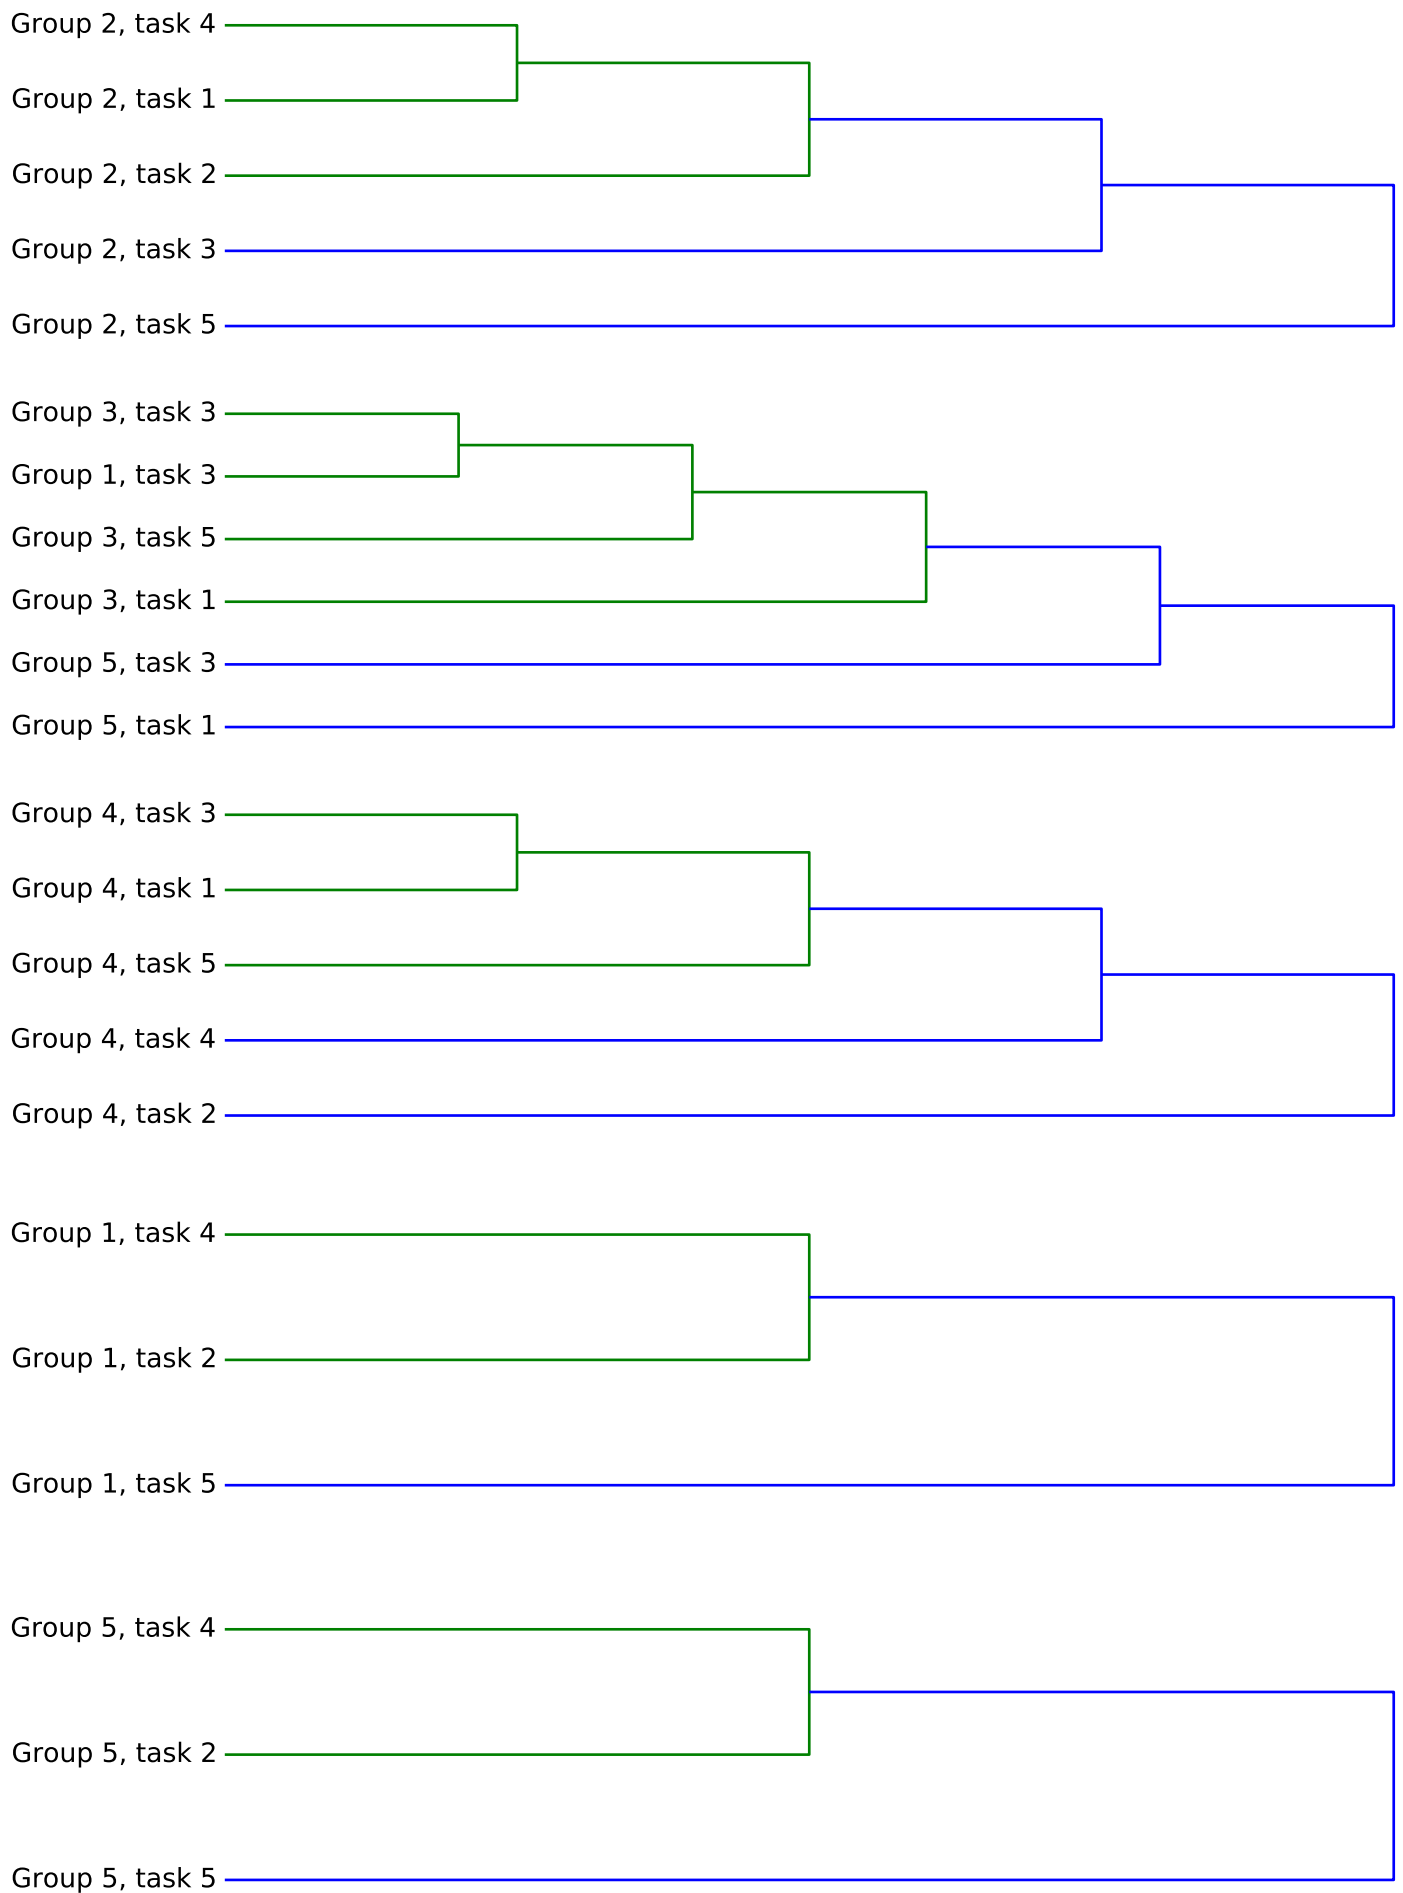 Group 2, task 4
Group 2, task 1
Group 2, task 2
Group 2, task 3
Group 2, task 5
Group 3, task 3
Group 1, task 3
Group 3, task 5
Group 3, task 1
Group 5, task 3
Group 5, task 1
Group 4, task 3
Group 4, task 1
Group 4, task 5
Group 4, task 4
Group 4, task 2
Group 1, task 4
Group 1, task 2
Group 1, task 5
Group 5, task 4
Group 5, task 2
Group 5, task 5